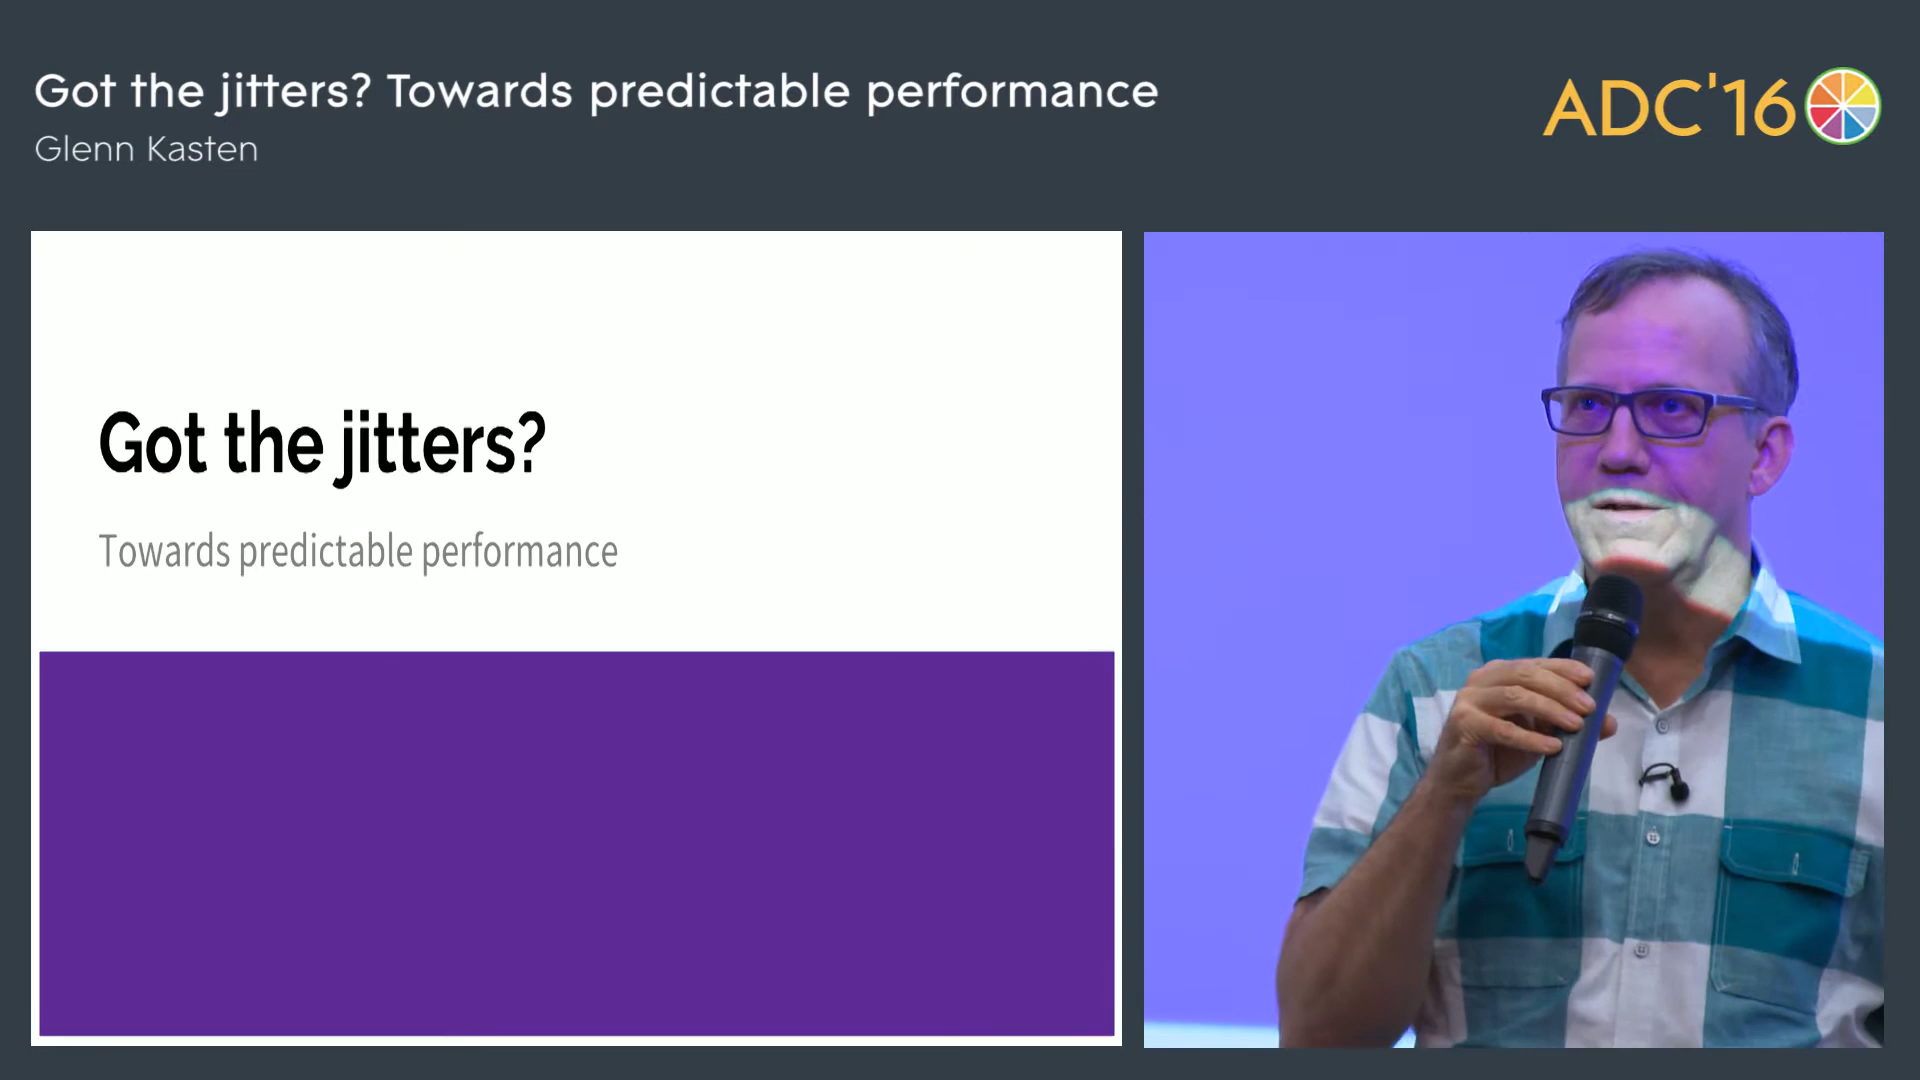 Got the jitters? Towards predictable performance
Glenn Kasten
ADC'16
Got the jitters?
Towards predictable performance